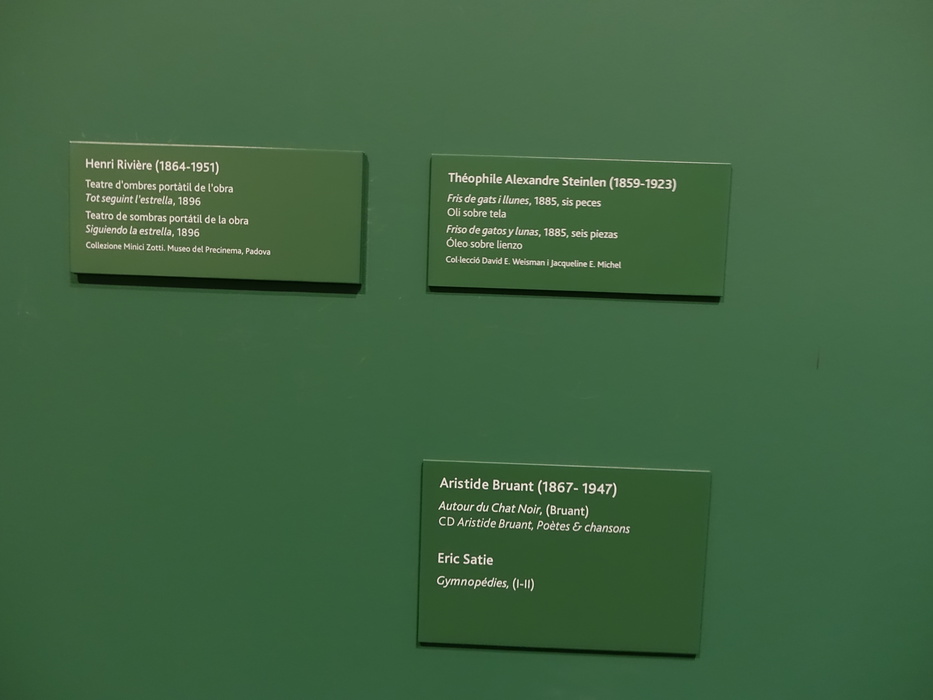 Henri Rivière (1864-1951)
Teatre d'ombres portàtil de l'obra
Tot seguint l'estrella, 1896
Teatro de sombras portátil de la obra
Siguiendo la estrella, 1896
Collezione Minici Zotti. Museo del Precinema, Padova
Théophile Alexandre Steinlen (1859-1923)
Fris de gats i llunes, 1885, sis peces
Oli sobre tela
Friso de gatos y lunas, 1885, seis piezas
Óleo sobre lienzo
Col·lecció David E. Weisman i Jacqueline E. Michel
Aristide Bruant (1867- 1947)
Autour du Chat Noir, (Bruant)
CD Aristide Bruant, Poètes & chansons
Eric Satie
Gymnopédies, (I-II)